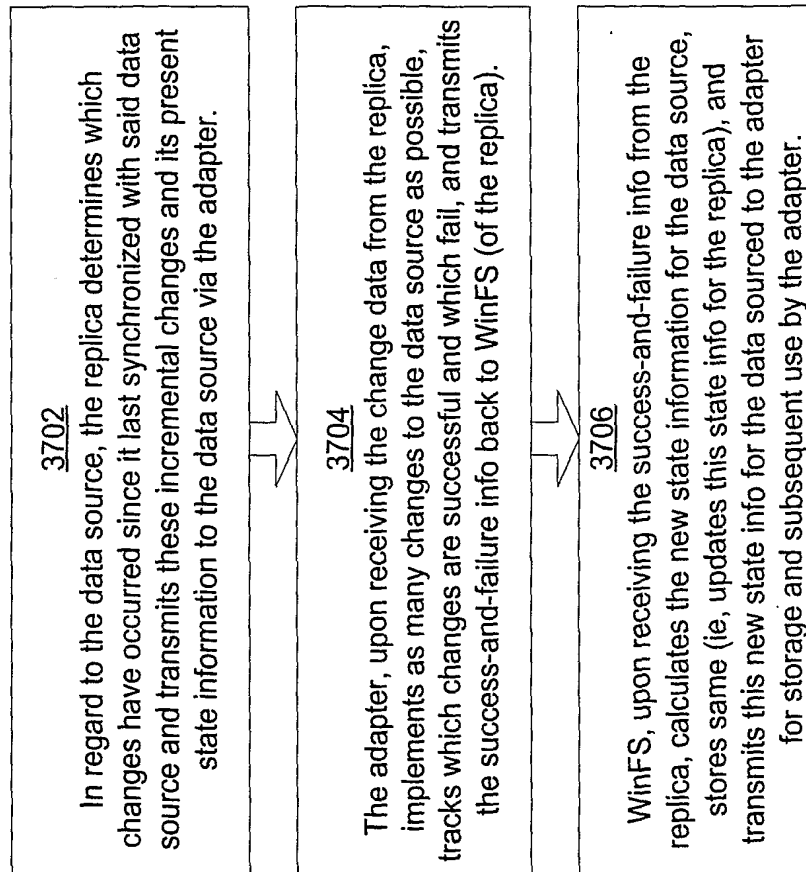 3702
In regard to the data source, the replica determines which
changes have occurred since it last synchronized with said data
source and transmits these incremental changes and its present
state information to the data source via the adapter.
3704
The adapter, upon receiving the change data from the replica,
implements as many changes to the data source as possible,
tracks which changes are successful and which fail, and transmits
the success-and-failure info back to WinFS (of the replica).
3706
WinFS, upon receiving the success-and-failure info from the
replica, calculates the new state information for the data source,
stores same (ie, updates this state info for the replica), and
transmits this new state info for the data sourced to the adapter
for storage and subsequent use by the adapter.